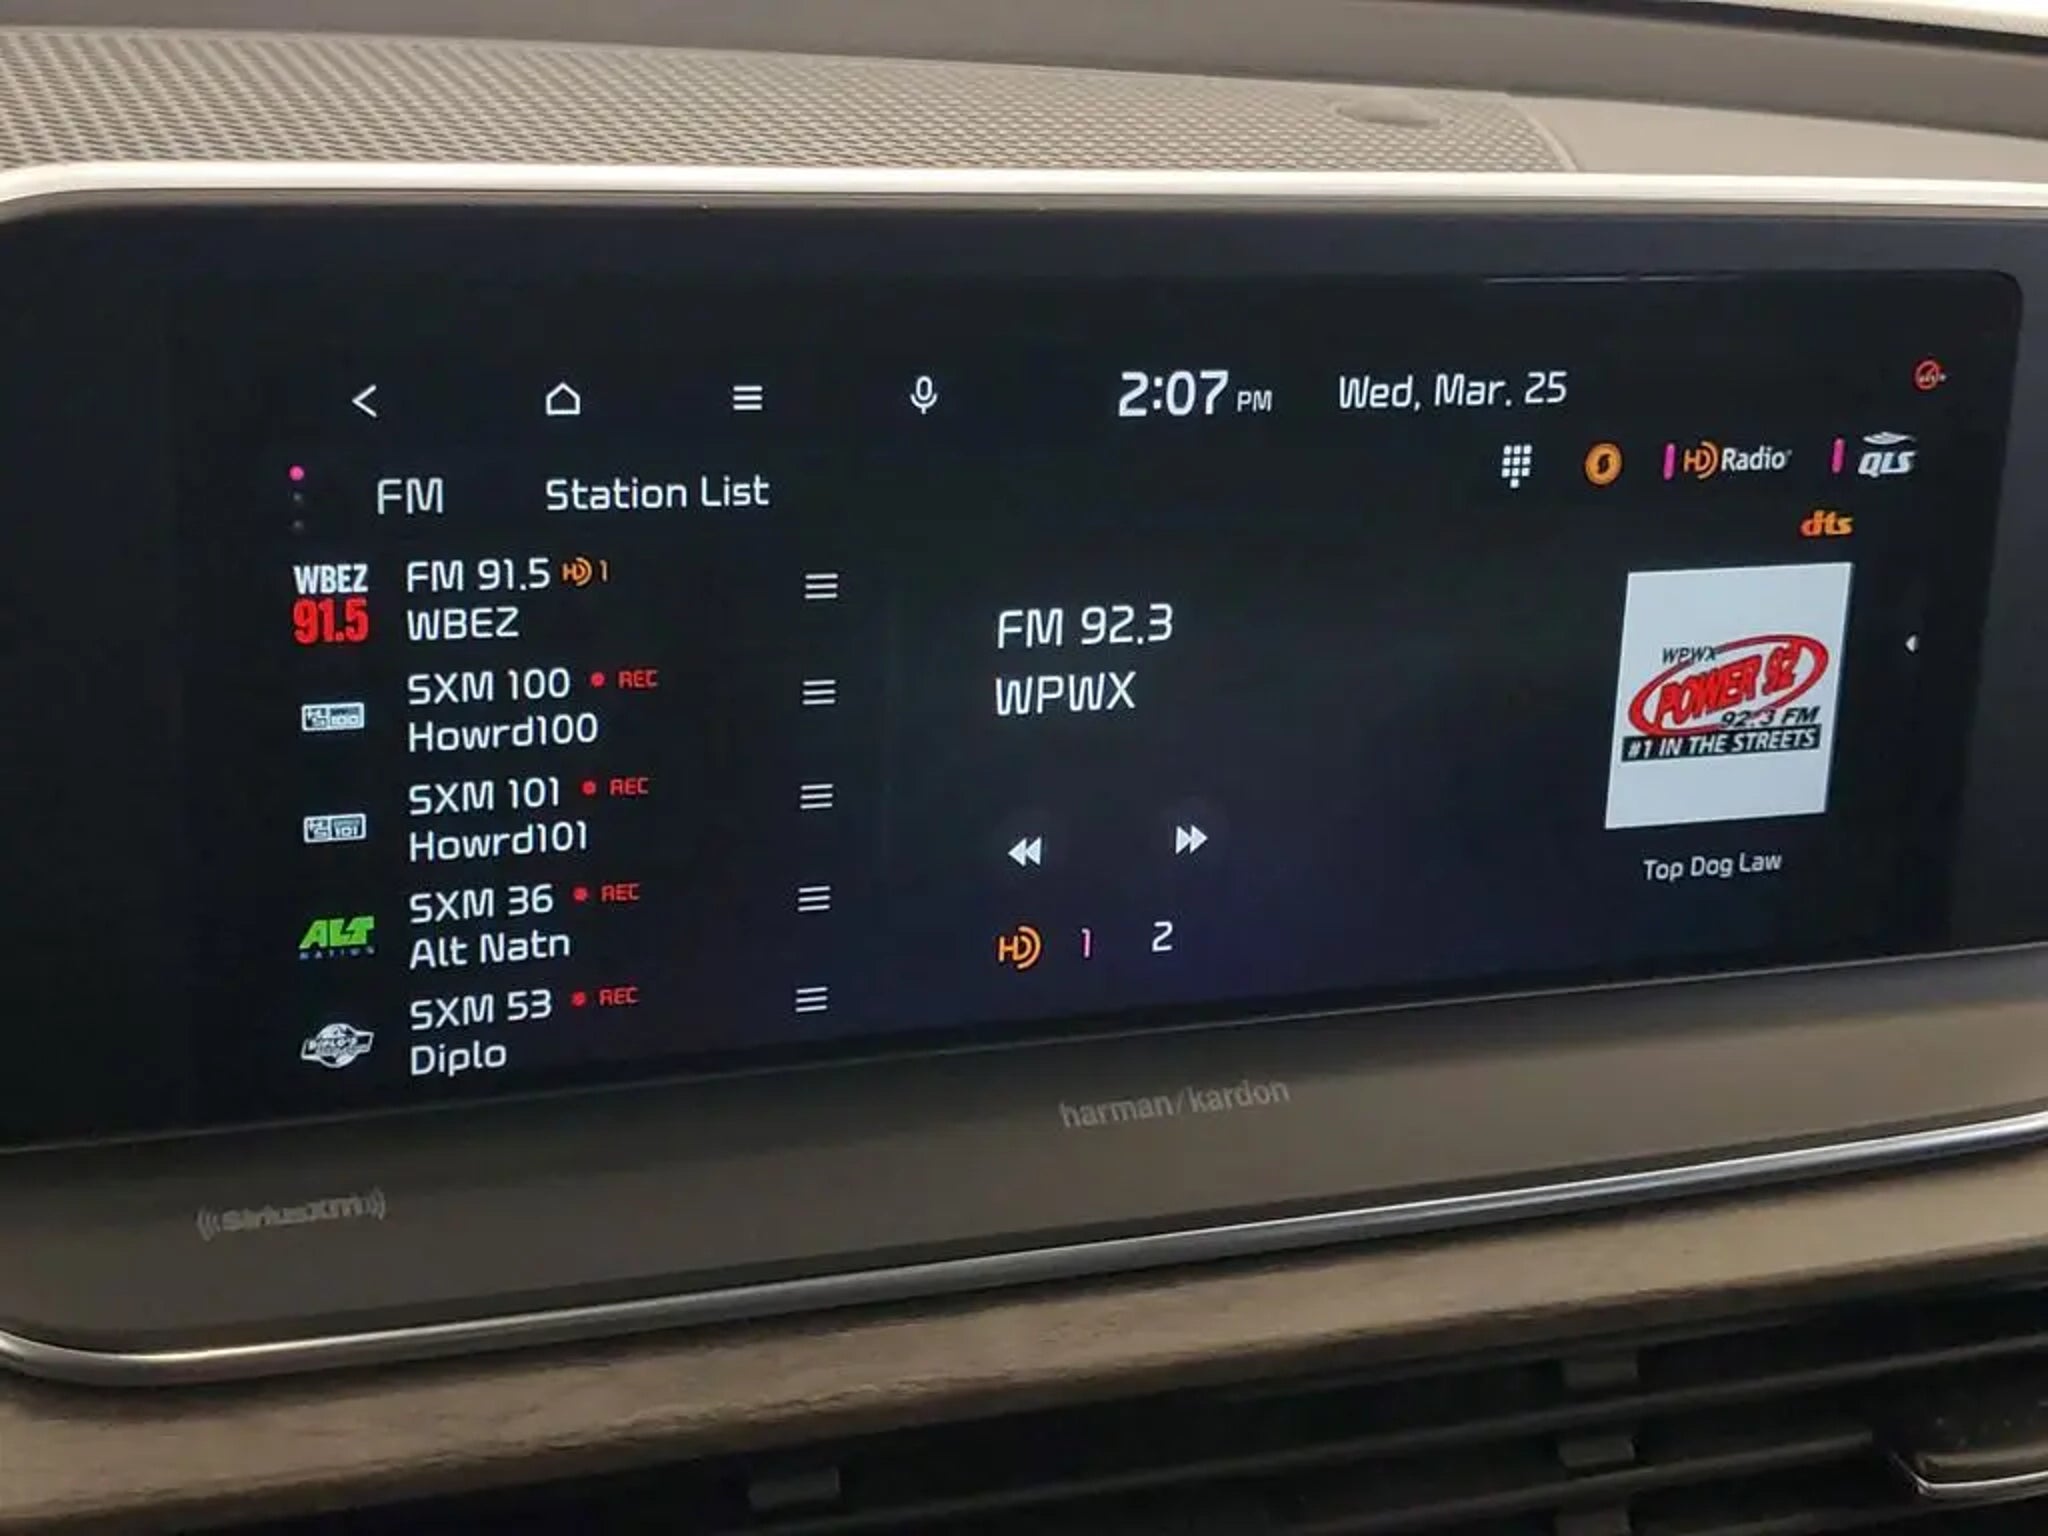 2:07 PM Wed, Mar. 25
FM Station List
HD Radio QLS
dts
WBEZ 91.5
FM 91.5 HD 1
WBEZ
SXM 100 REC
Howrd100
SXM 101 REC
Howrd101
ALT NATION
SXM 36 REC
Alt Natn
DIPLO'S
SXM 53 REC
Diplo
FM 92.3
WPWX
HD 1 2
WPWX
POWER 92
92.3 FM
#1 IN THE STREETS
Top Dog Law
harman/kardon
SiriusXM